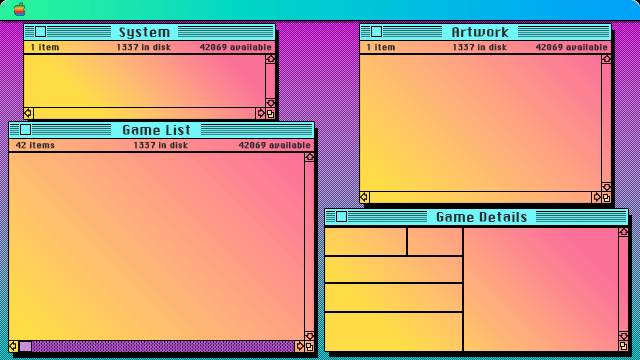 System
1 item 1337 in disk 42069 available
Artwork
1 item 1337 in disk 42069 available
Game List
42 items 1337 in disk 42069 available
Game Details